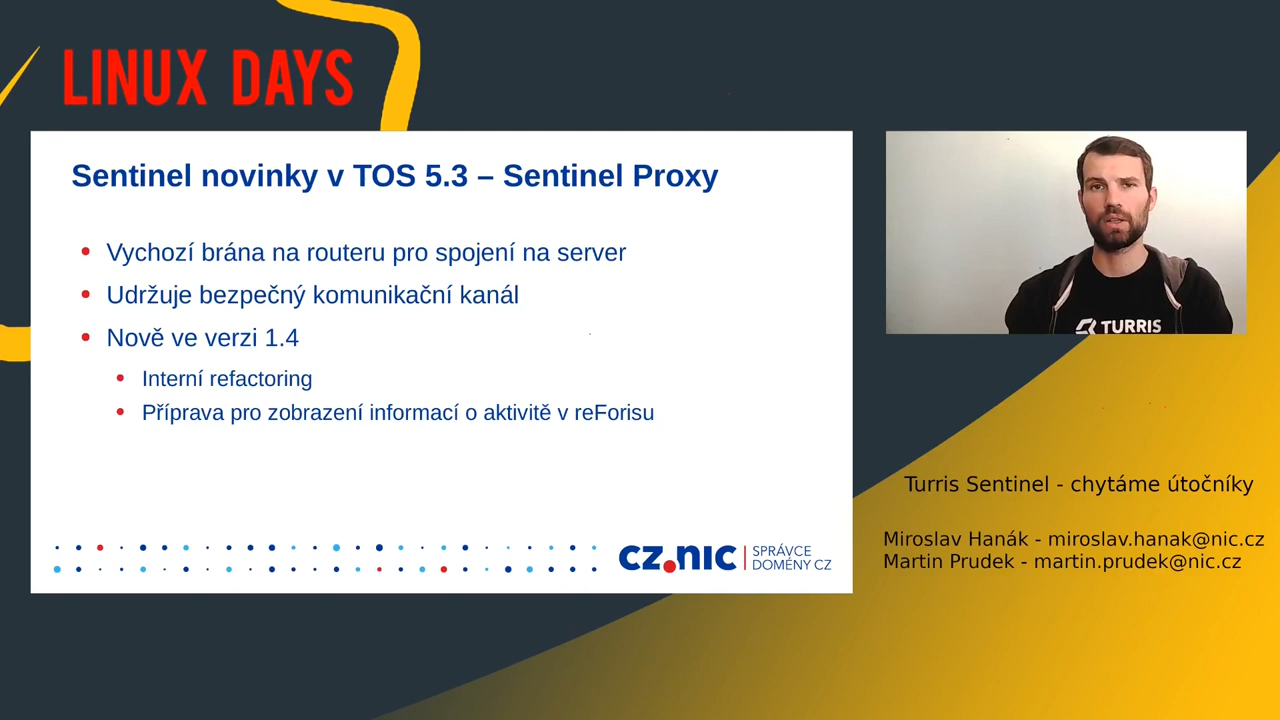 LINUX DAYS
Sentinel novinky v TOS 5.3 – Sentinel Proxy
Vychozí brána na routeru pro spojení na server
Udržuje bezpečný komunikační kanál
Nově ve verzi 1.4
Interní refactoring
Příprava pro zobrazení informací o aktivitě v reForisu
CZ.NIC
SPRÁVCE
DOMÉNY CZ
TURRIS
Turris Sentinel - chytáme útočníky
Miroslav Hanák - miroslav.hanak@nic.cz
Martin Prudek - martin.prudek@nic.cz